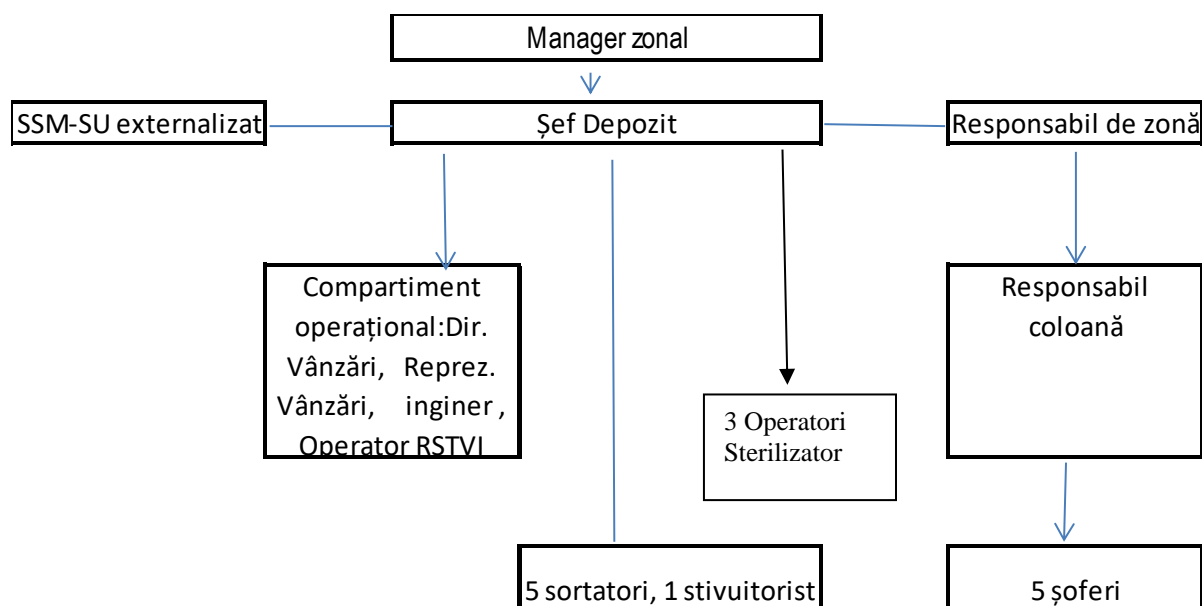 Manager zonal
SSM-SU externalizat
Șef Depozit
Responsabil de zonă
Compartiment
operațional:Dir.
Vânzări, Reprez.
Vânzări, inginer ,
Operator RSTVI
3 Operatori
Sterilizator
Responsabil
coloană
5 sortatori, 1 stivuitorist
5 șoferi